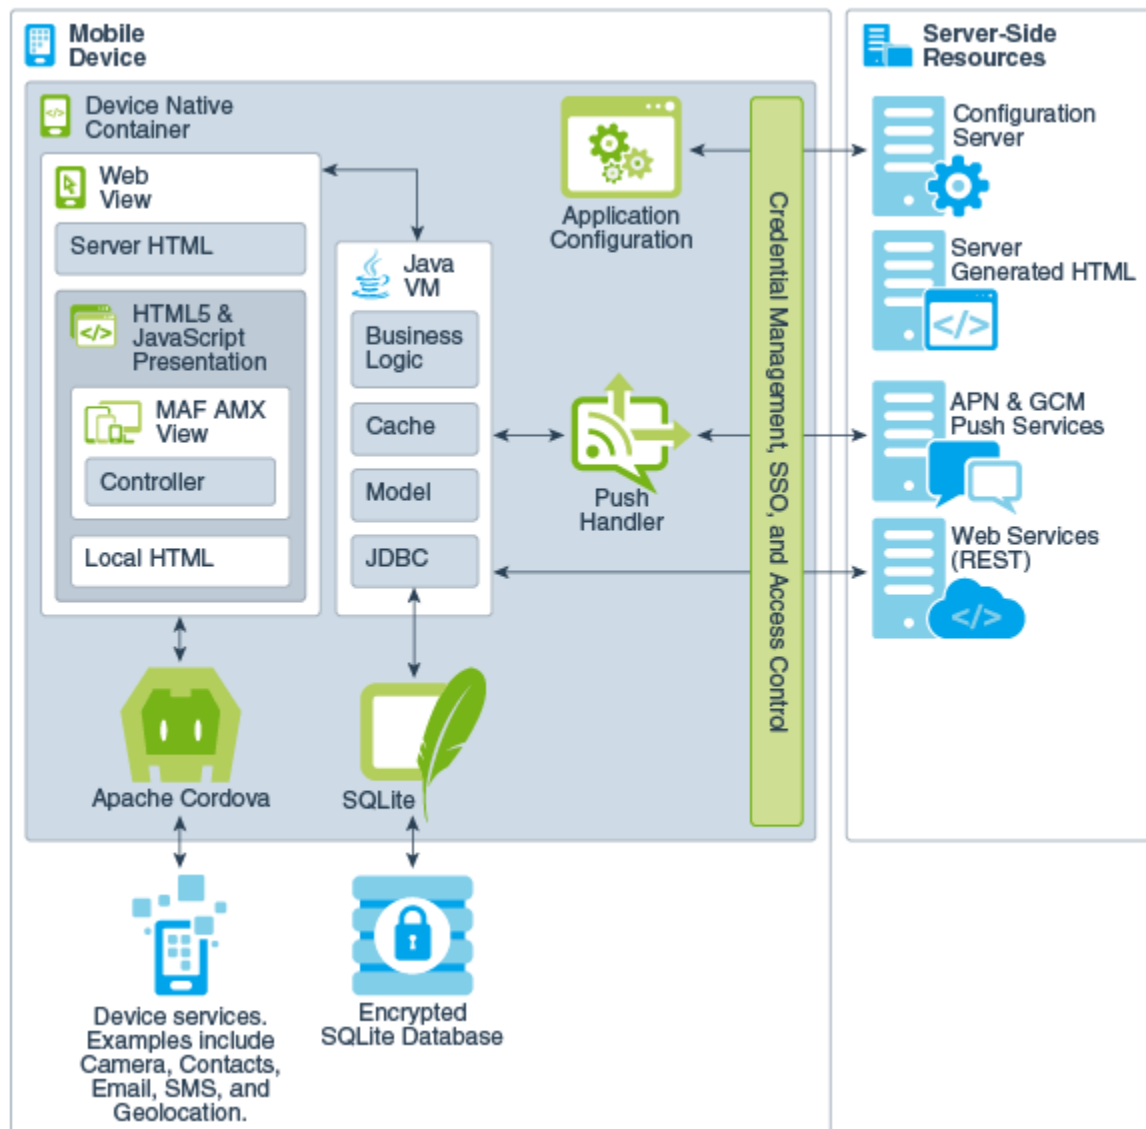 Mobile
Device
Device Native
Container
Web
View
Server HTML
HTML5 &
JavaScript
Presentation
</>
MAF AMX
View
Controller
Local HTML
Java
VM
Business
Logic
Cache
Model
JDBC
Application
Configuration
Push
Handler
Credential Management, SSO, and Access Control
Apache Cordova
SQLite
Device services.
Examples include
Camera, Contacts,
Email, SMS, and
Geolocation.
Encrypted
SQLite Database
Server-Side
Resources
Configuration
Server
Server
Generated HTML
</>
APN & GCM
Push Services
Web Services
(REST)
</>